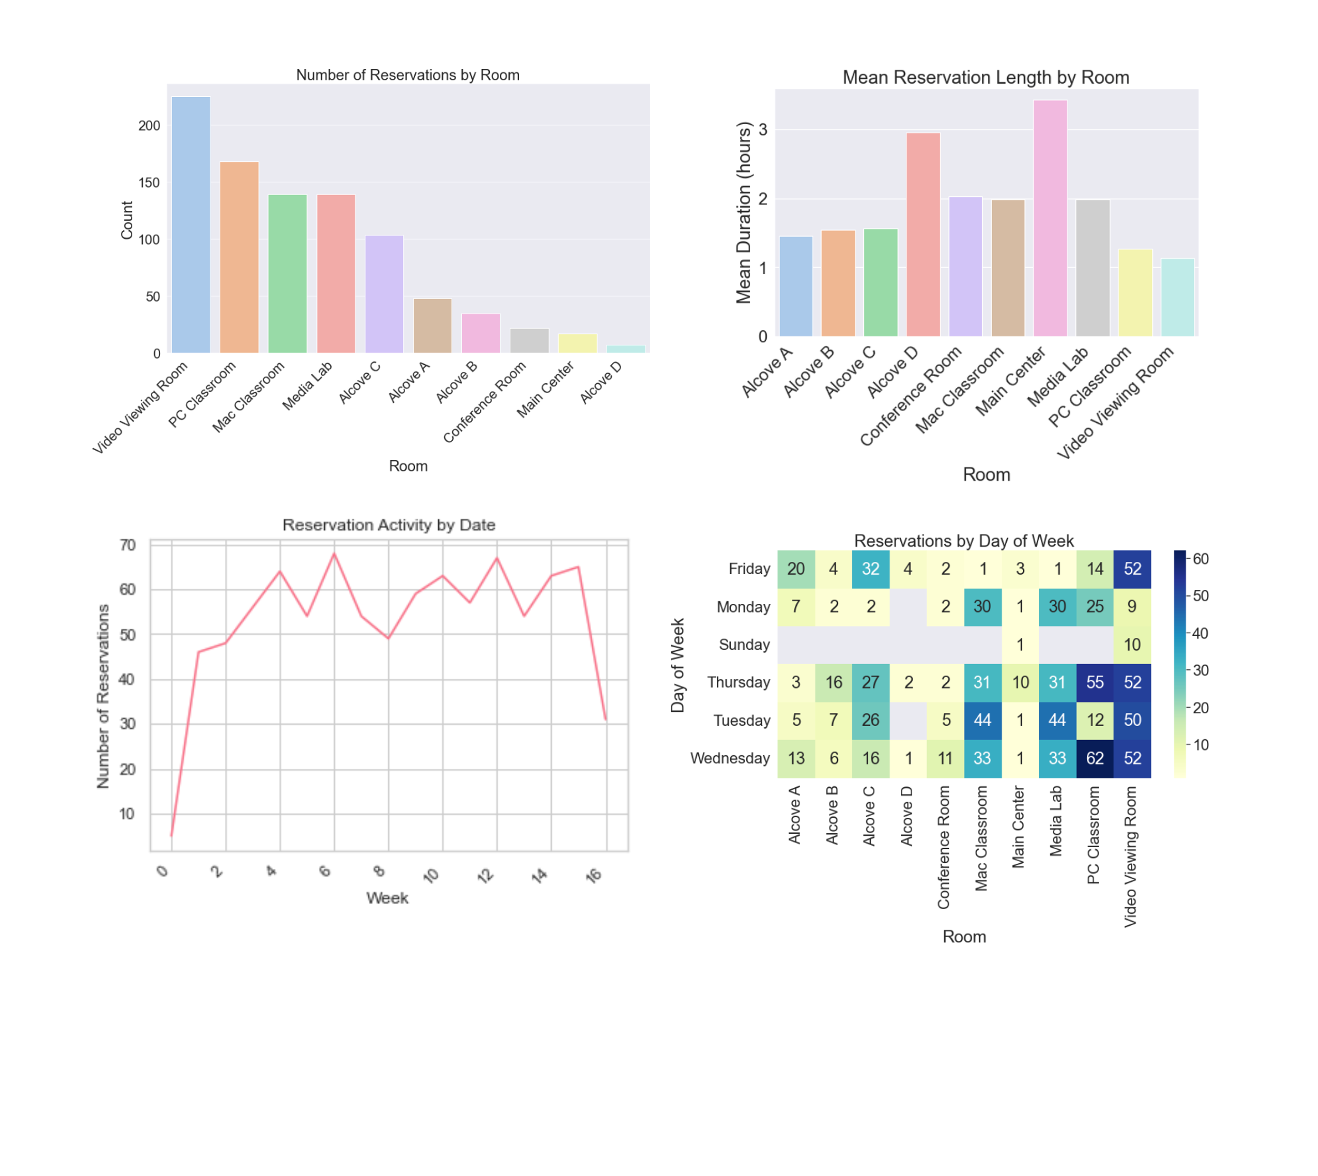 Number of Reservations by Room
Count
200
150
100
50
0
Video Viewing Room
PC Classroom
Mac Classroom
Media Lab
Alcove C
Alcove A
Alcove B
Conference Room
Main Center
Alcove D
Room
Mean Reservation Length by Room
Mean Duration (hours)
3
2
1
0
Alcove A
Alcove B
Alcove C
Alcove D
Conference Room
Mac Classroom
Main Center
Media Lab
PC Classroom
Video Viewing Room
Room
Reservation Activity by Date
Number of Reservations
70
60
50
40
30
20
10
0 2 4 6 8 10 12 14 16
Week
Reservations by Day of Week
Day of Week
Friday 20 4 32 4 2 1 3 1 14 52
Monday 7 2 2 2 30 1 30 25 9
Sunday 1 10
Thursday 3 16 27 2 2 31 10 31 55 52
Tuesday 5 7 26 5 44 1 44 12 50
Wednesday 13 6 16 1 11 33 1 33 62 52
Alcove A
Alcove B
Alcove C
Alcove D
Conference Room
Mac Classroom
Main Center
Media Lab
PC Classroom
Video Viewing Room
Room
60
50
40
30
20
10